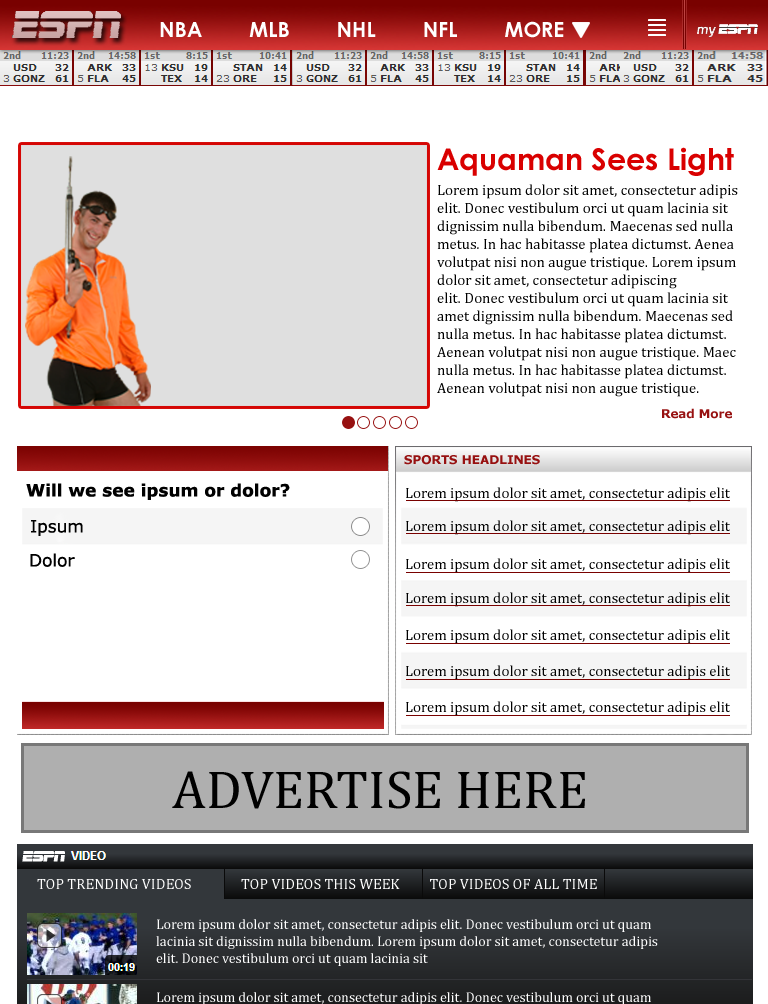 ESPN NBA MLB NHL NFL MORE my ESPN
2nd 11:23 2nd 14:58 1st 8:15 1st 10:41 2nd 11:23 2nd 14:58 1st 8:15 1st 10:41 2nd 2nd 11:23 2nd 14:58
USD 32 ARK 33 13 KSU 19 STAN 14 USD 32 ARK 33 13 KSU 19 STAN 14 USD 32 ARK 33
3 GONZ 61 5 FLA 45 TEX 14 23 ORE 15 3 GONZ 61 5 FLA 45 TEX 14 23 ORE 15 5 FLA 3 GONZ 61 5 FLA 45
Aquaman Sees Light
Lorem ipsum dolor sit amet, consectetur adipis
elit. Donec vestibulum orci ut quam lacinia sit
dignissim nulla bibendum. Maecenas sed nulla
metus. In hac habitasse platea dictumst. Aenea
volutpat nisi non augue tristique. Lorem ipsum
dolor sit amet, consectetur adipiscing
elit. Donec vestibulum orci ut quam lacinia sit
amet dignissim nulla bibendum. Maecenas sed
nulla metus. In hac habitasse platea dictumst.
Aenean volutpat nisi non augue tristique. Maec
nulla metus. In hac habitasse platea dictumst.
Aenean volutpat nisi non augue tristique.
Read More
Will we see ipsum or dolor?
Ipsum
Dolor
SPORTS HEADLINES
Lorem ipsum dolor sit amet, consectetur adipis elit
Lorem ipsum dolor sit amet, consectetur adipis elit
Lorem ipsum dolor sit amet, consectetur adipis elit
Lorem ipsum dolor sit amet, consectetur adipis elit
Lorem ipsum dolor sit amet, consectetur adipis elit
Lorem ipsum dolor sit amet, consectetur adipis elit
Lorem ipsum dolor sit amet, consectetur adipis elit
ADVERTISE HERE
ESPN VIDEO
TOP TRENDING VIDEOS TOP VIDEOS THIS WEEK TOP VIDEOS OF ALL TIME
Lorem ipsum dolor sit amet, consectetur adipis elit. Donec vestibulum orci ut quam
lacinia sit dignissim nulla bibendum. Lorem ipsum dolor sit amet, consectetur adipis
elit. Donec vestibulum orci ut quam lacinia sit
00:19
Lorem ipsum dolor sit amet, consectetur adipis elit. Donec vestibulum orci ut quam